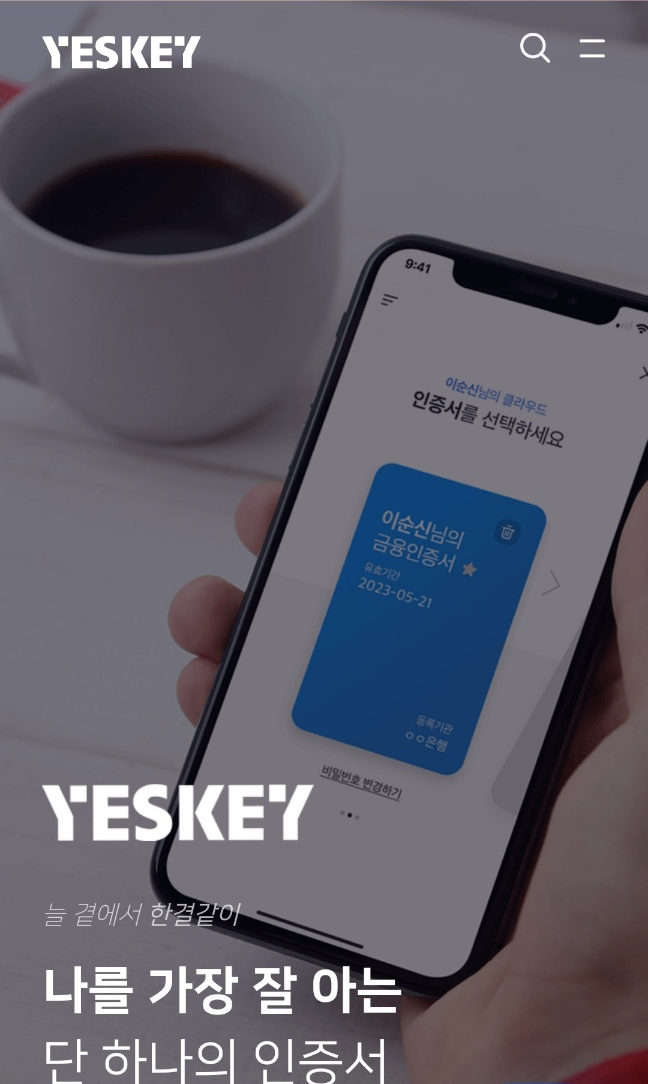 YESKEY
9:41
이순신님의 클라우드
인증서를 선택하세요
이순신님의
금융인증서
유효기간
2023-05-21
등록기관
ㅇㅇ은행
비밀번호 변경하기
YESKEY
늘 곁에서 한결같이
나를 가장 잘 아는
단 하나의 인증서